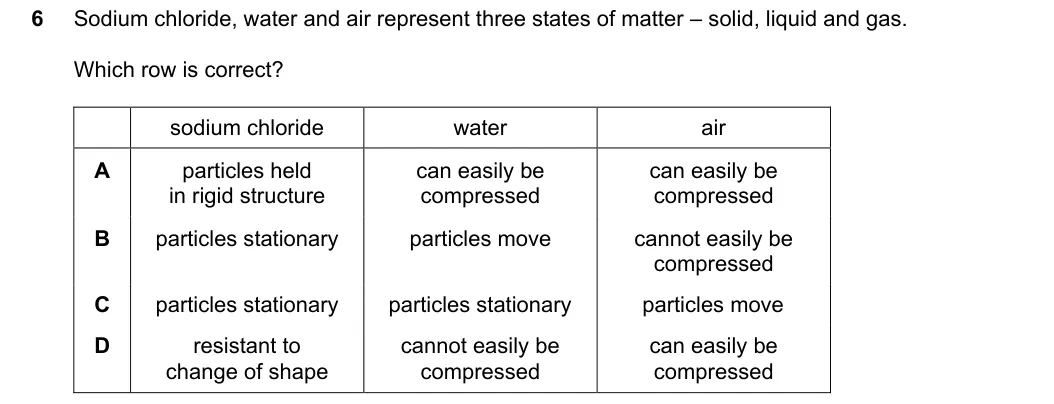 6 Sodium chloride, water and air represent three states of matter – solid, liquid and gas.
Which row is correct?
sodium chloride water air
A particles held in rigid structure can easily be compressed can easily be compressed
B particles stationary particles move cannot easily be compressed
C particles stationary particles stationary particles move
D resistant to change of shape cannot easily be compressed can easily be compressed